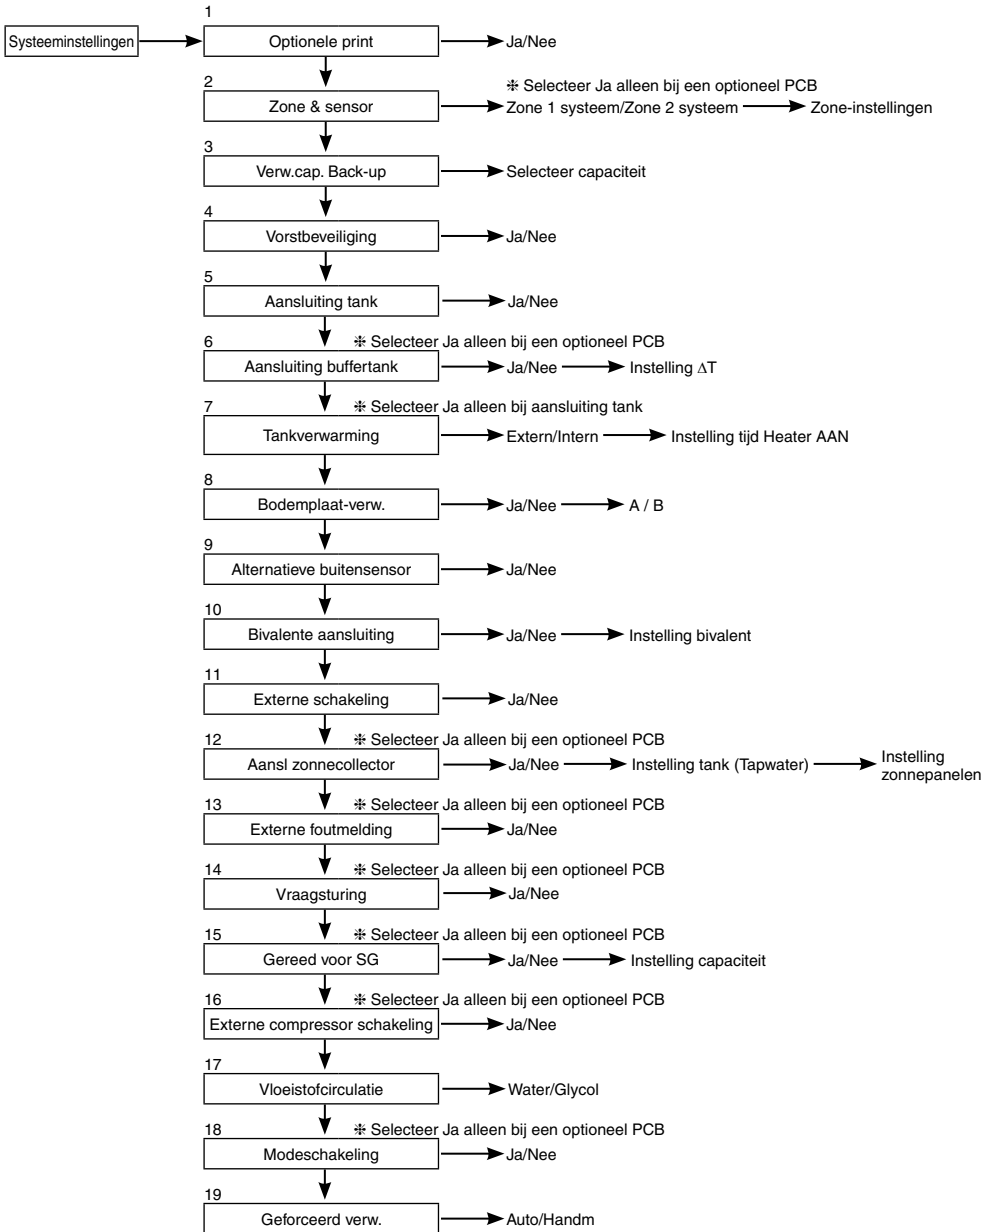 1
Systeeminstellingen
Optionele print
Ja/Nee
2
❈ Selecteer Ja alleen bij een optioneel PCB
Zone & sensor
Zone 1 systeem/Zone 2 systeem
Zone-instellingen
3
Verw.cap. Back-up
Selecteer capaciteit
4
Vorstbeveiliging
Ja/Nee
5
Aansluiting tank
Ja/Nee
6
❈ Selecteer Ja alleen bij een optioneel PCB
Aansluiting buffertank
Ja/Nee
Instelling ∆T
7
❈ Selecteer Ja alleen bij aansluiting tank
Tankverwarming
Extern/Intern
Instelling tijd Heater AAN
8
Bodemplaat-verw.
Ja/Nee
A / B
9
Alternatieve buitensensor
Ja/Nee
10
Bivalente aansluiting
Ja/Nee
Instelling bivalent
11
Externe schakeling
Ja/Nee
12
❈ Selecteer Ja alleen bij een optioneel PCB
Aansl zonnecollector
Ja/Nee
Instelling tank (Tapwater)
Instelling
zonnepanelen
13
❈ Selecteer Ja alleen bij een optioneel PCB
Externe foutmelding
Ja/Nee
14
❈ Selecteer Ja alleen bij een optioneel PCB
Vraagsturing
Ja/Nee
15
❈ Selecteer Ja alleen bij een optioneel PCB
Gereed voor SG
Ja/Nee
Instelling capaciteit
16
❈ Selecteer Ja alleen bij een optioneel PCB
Externe compressor schakeling
Ja/Nee
17
Vloeistofcirculatie
Water/Glycol
18
❈ Selecteer Ja alleen bij een optioneel PCB
Modeschakeling
Ja/Nee
19
Geforceerd verw.
Auto/Handm